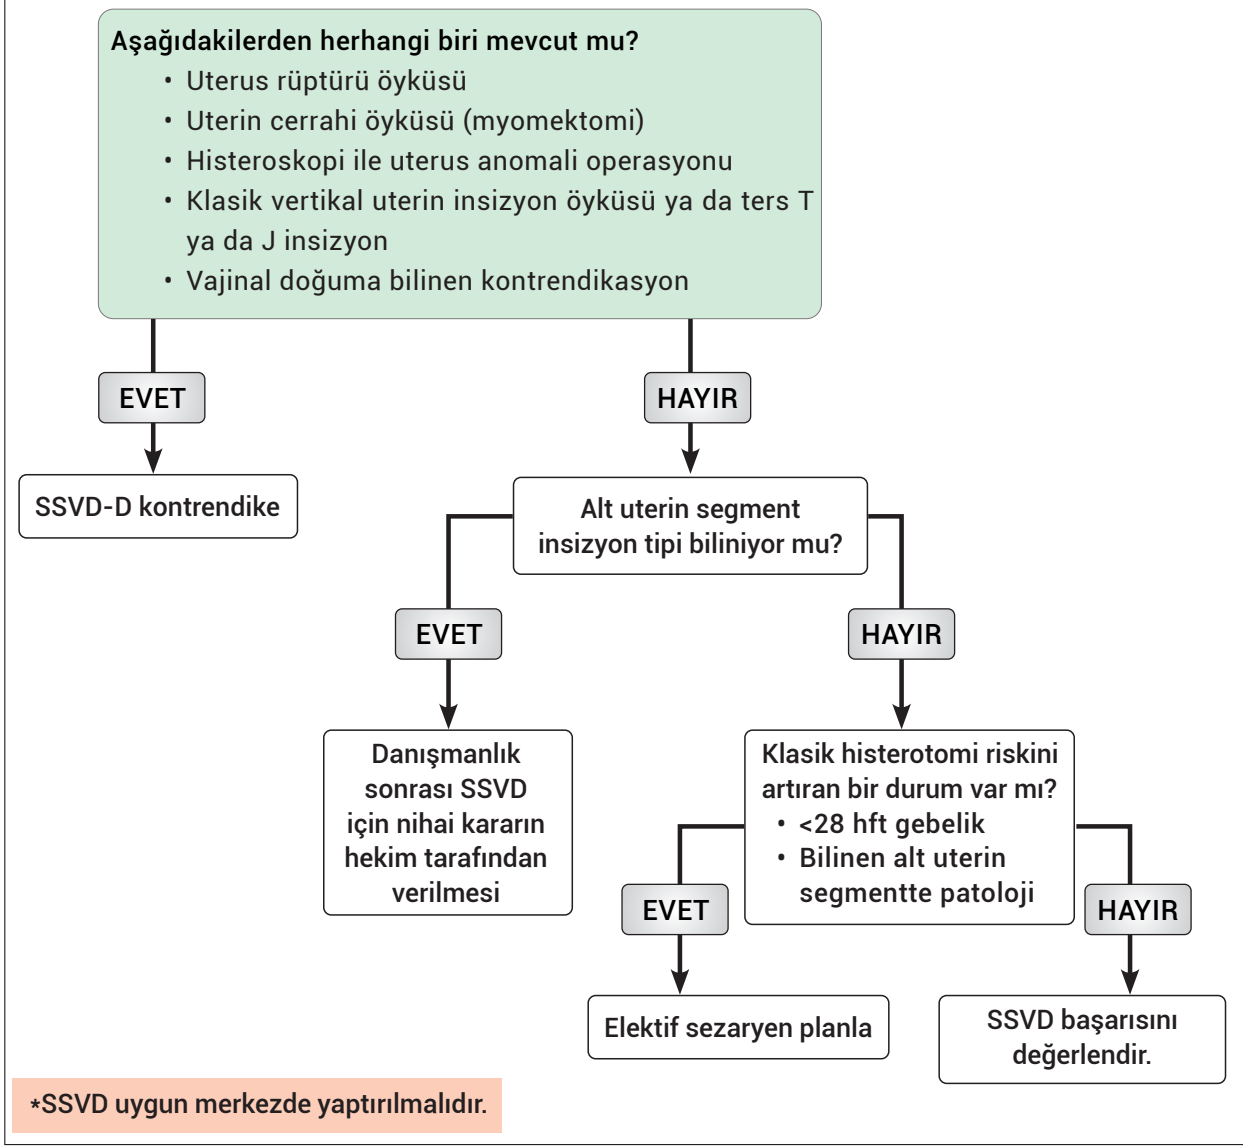 Aşağıdakilerden herhangi biri mevcut mu?
• Uterus rüptürü öyküsü
• Uterin cerrahi öyküsü (myomektomi)
• Histeroskopi ile uterus anomali operasyonu
• Klasik vertikal uterin insizyon öyküsü ya da ters T
ya da J insizyon
• Vajinal doğuma bilinen kontrendikasyon
EVET
HAYIR
SSVD-D kontrendike
Alt uterin segment
insizyon tipi biliniyor mu?
EVET
HAYIR
Danışmanlık
sonrası SSVD
için nihai kararın
hekim tarafından
verilmesi
Klasik histerotomi riskini
artıran bir durum var mı?
• <28 hft gebelik
• Bilinen alt uterin
segmentte patoloji
EVET
HAYIR
Elektif sezaryen planla
SSVD başarısını
değerlendir.
*SSVD uygun merkezde yaptırılmalıdır.